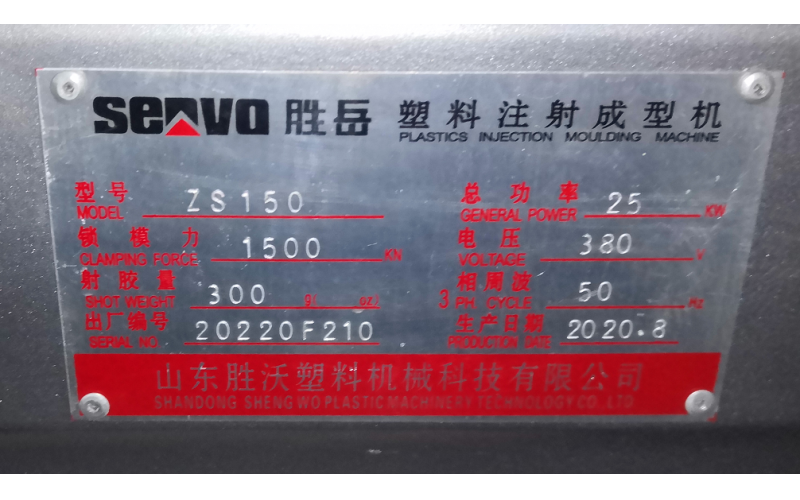 senva 胜岳 塑料注射成型机
PLASTICS INJECTION MOULDING MACHINE
型号 ZS150
MODEL
总功率 25 KW
GENERAL POWER
锁模力 1500 KN
CLAMPING FORCE
电压 380 V
VOLTAGE
射胶量 300 g( oz)
SHOT WEIGHT
3 相周波 50 Hz
PH CYCLE
出厂编号 20220F210
SERIAL NO
生产日期 2020.8
PRODUCTION DATE
山东胜沃塑料机械科技有限公司
SHANDONG SHENG WO PLASTIC MACHINERY TECHNOLOGY CO., LTD